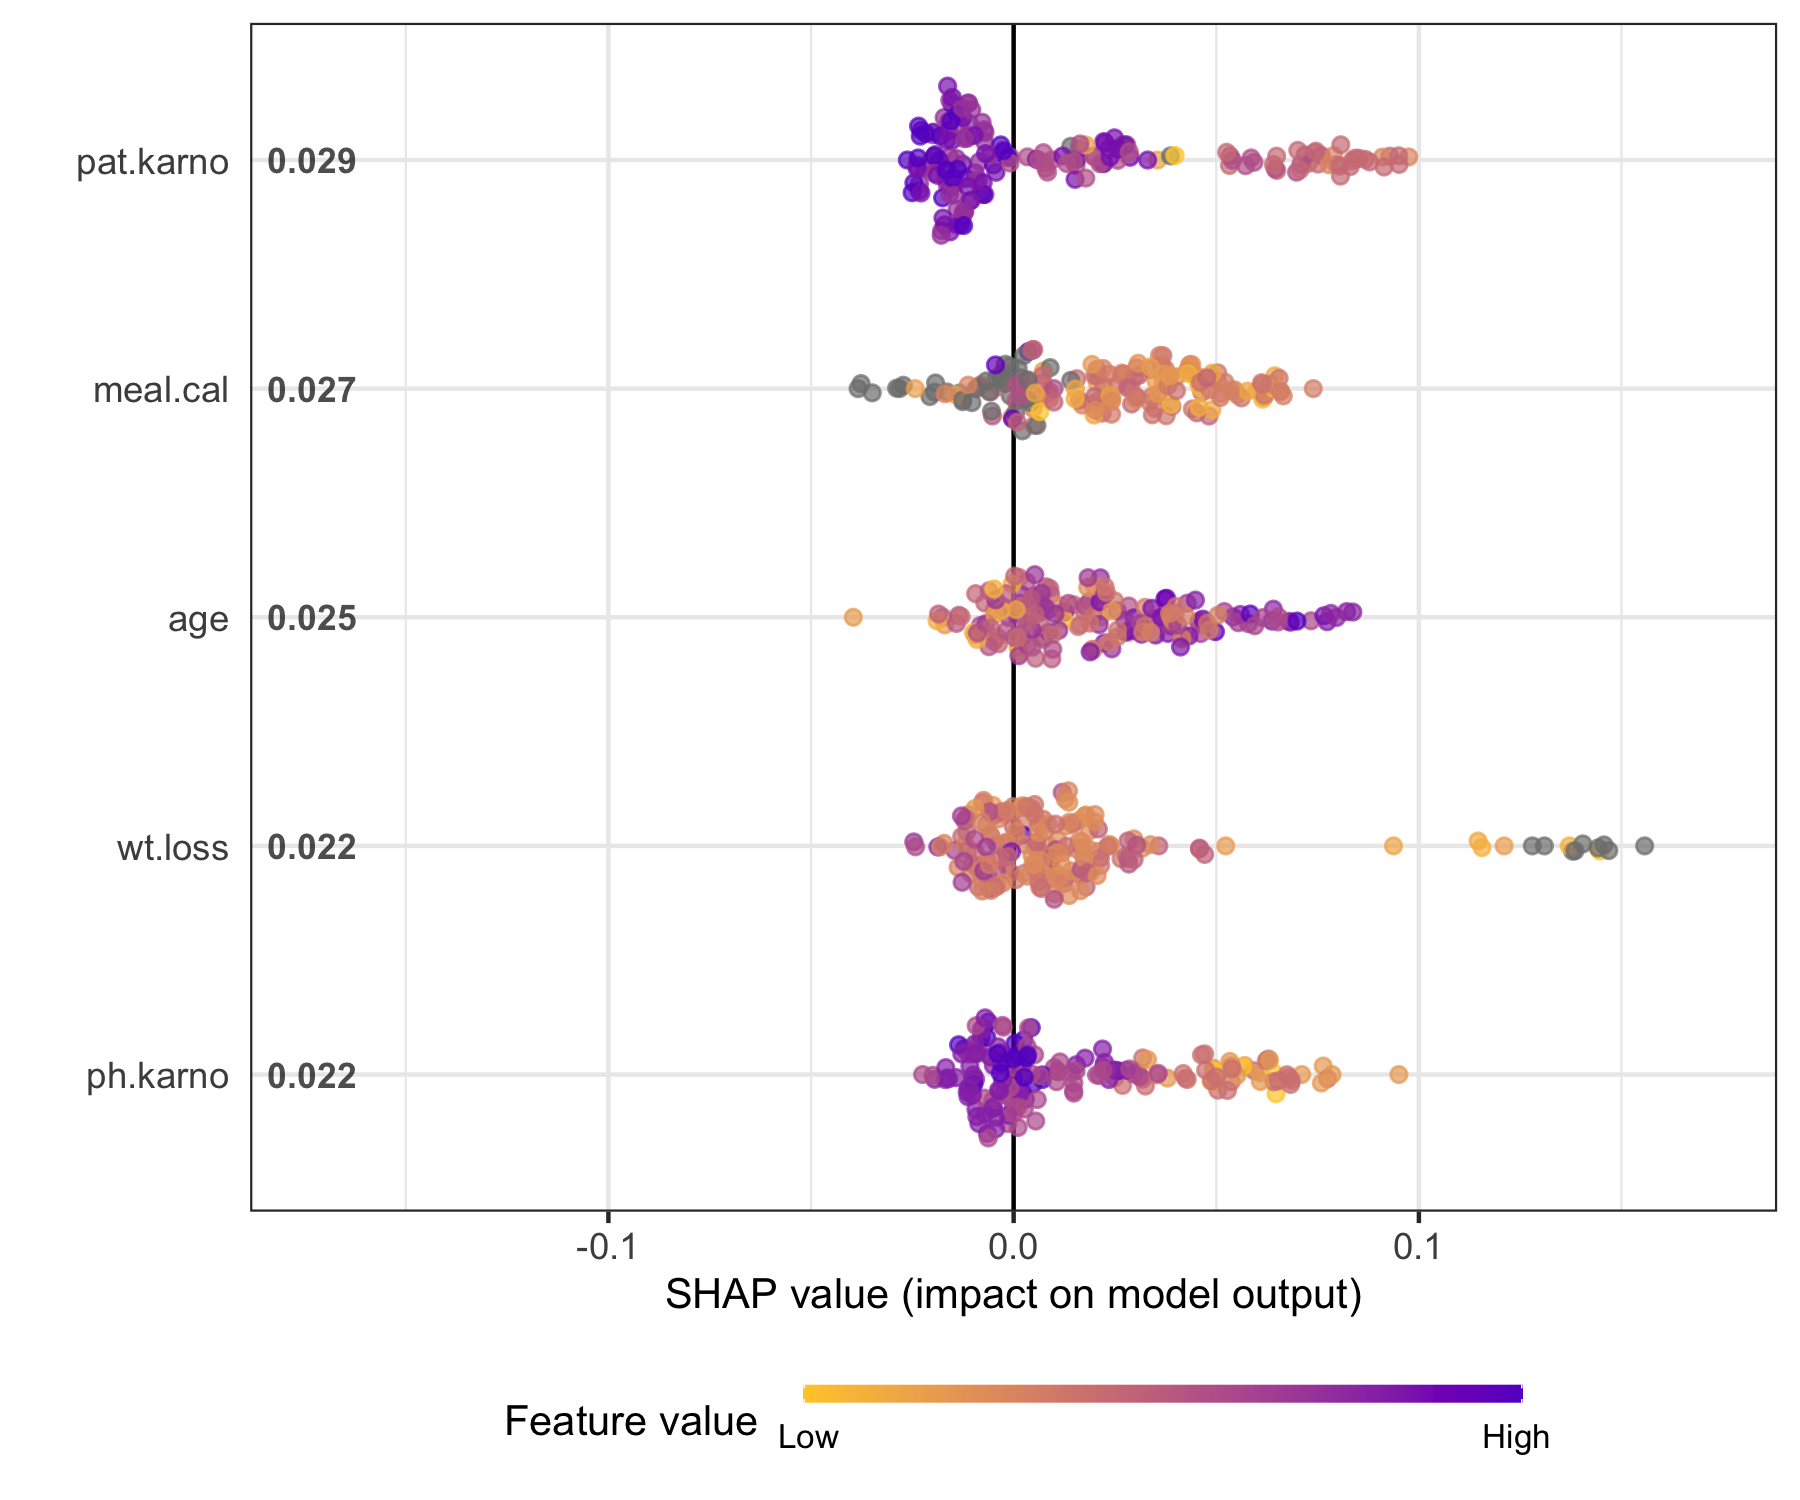 pat.karno 0.029
meal.cal 0.027
age 0.025
wt.loss 0.022
ph.karno 0.022
-0.1 0.0 0.1
SHAP value (impact on model output)
Feature value
Low High